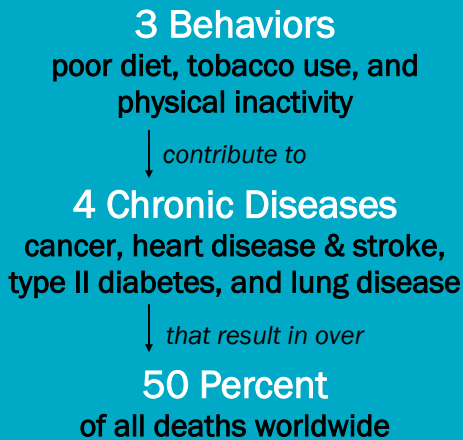 3 Behaviors
poor diet, tobacco use, and
physical inactivity
contribute to
4 Chronic Diseases
cancer, heart disease & stroke,
type II diabetes, and lung disease
that result in over
50 Percent
of all deaths worldwide